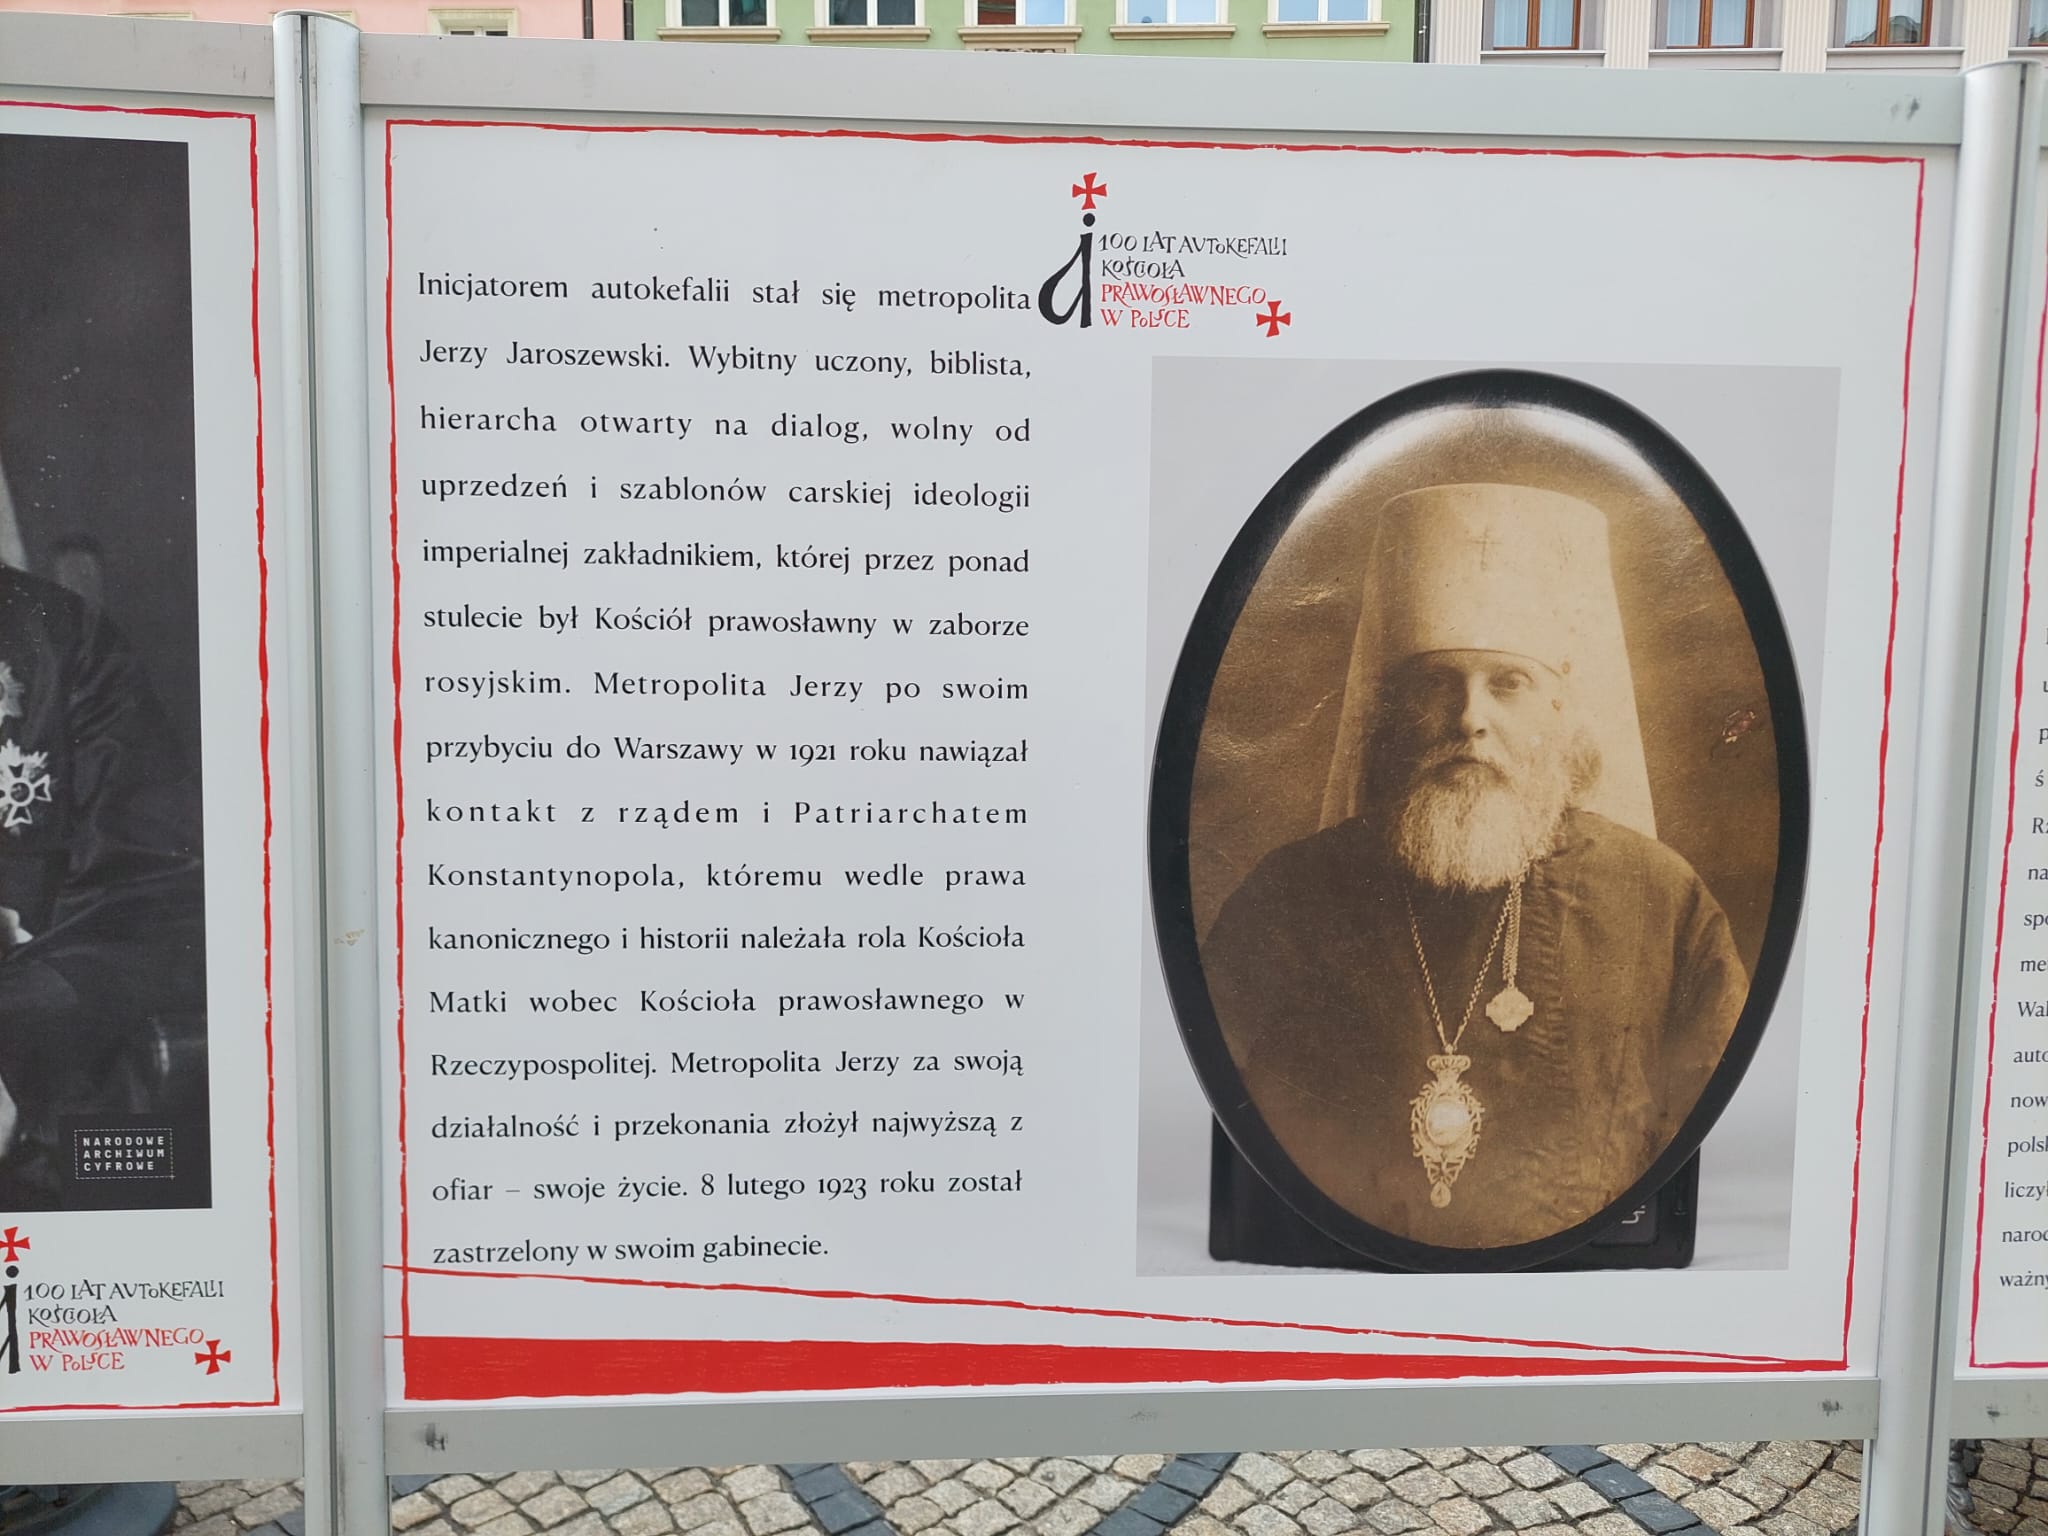 Inicjatorem autokefalii stał się metropolita
Jerzy Jaroszewski. Wybitny uczony, biblista,
hierarcha otwarty na dialog, wolny od
uprzedzeń i szablonów carskiej ideologii
imperialnej zakładnikiem, której przez ponad
stulecie był Kościół prawosławny w zaborze
rosyjskim. Metropolita Jerzy po swoim
przybyciu do Warszawy w 1921 roku nawiązał
kontakt z rządem i Patriarchatem
Konstantynopola, któremu wedle prawa
kanonicznego i historii należała rola Kościoła
Matki wobec Kościoła prawosławnego w
Rzeczypospolitej. Metropolita Jerzy za swoją
działalność i przekonania złożył najwyższą z
ofiar – swoje życie. 8 lutego 1923 roku został
zastrzelony w swoim gabinecie.
100 LAT AUTOKEFALII
KOŚCIOŁA
PRAWOSŁAWNEGO
W POLSCE
NARODOWE
ARCHIWUM
CYFROWE
100 LAT AUTOKEFALII
KOŚCIOŁA
PRAWOSŁAWNEGO
W POLSCE